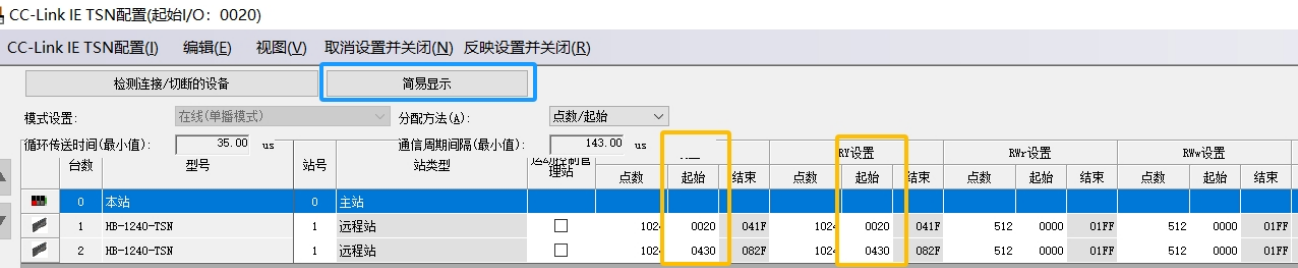 CC-Link IE TSN配置(起始I/O：0020)
CC-Link IE TSN配置(I) 编辑(E) 视图(V) 取消设置并关闭(N) 反映设置并关闭(R)
检测连接/切断的设备 简易显示
模式设置: 在线(单播模式) 分配方法(A): 点数/起始
循环传送时间(最小值): 35.00 us 通信周期间隔(最小值): 143.00 us
RY设置 RWr设置 RWw设置
台数 型号 站号 站类型 理站 点数 起始 结束 点数 起始 结束 点数 起始 结束 点数 起始 结束
0 本站 0 主站
1 HB-1240-TSN 1 远程站 1024 0020 041F 1024 0020 041F 512 0000 01FF 512 0000 01FF
2 HB-1240-TSN 1 远程站 1024 0430 082F 1024 0430 082F 512 0000 01FF 512 0000 01FF